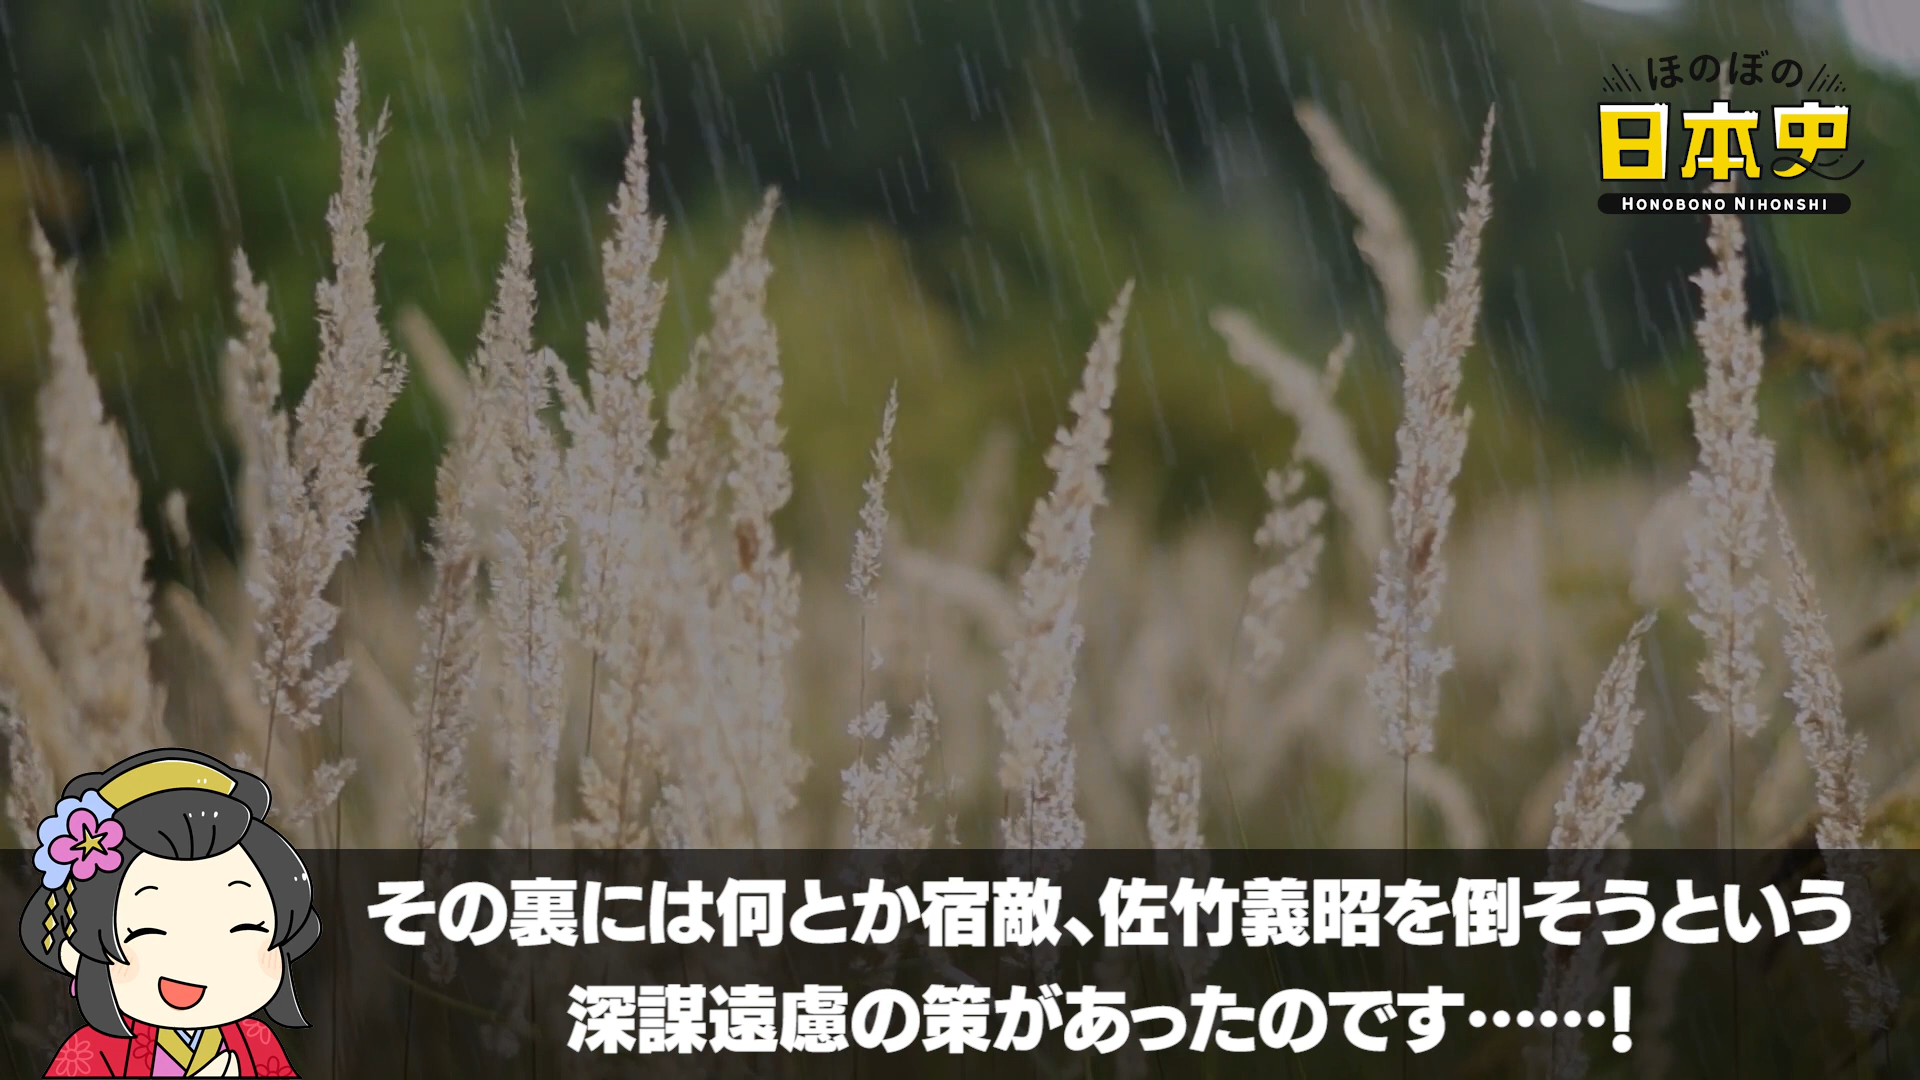 ほのぼの
日本史
HONOBONO NIHONSHI
その裏には何とか宿敵、佐竹義昭を倒そうという
深謀遠慮の策があったのです……！